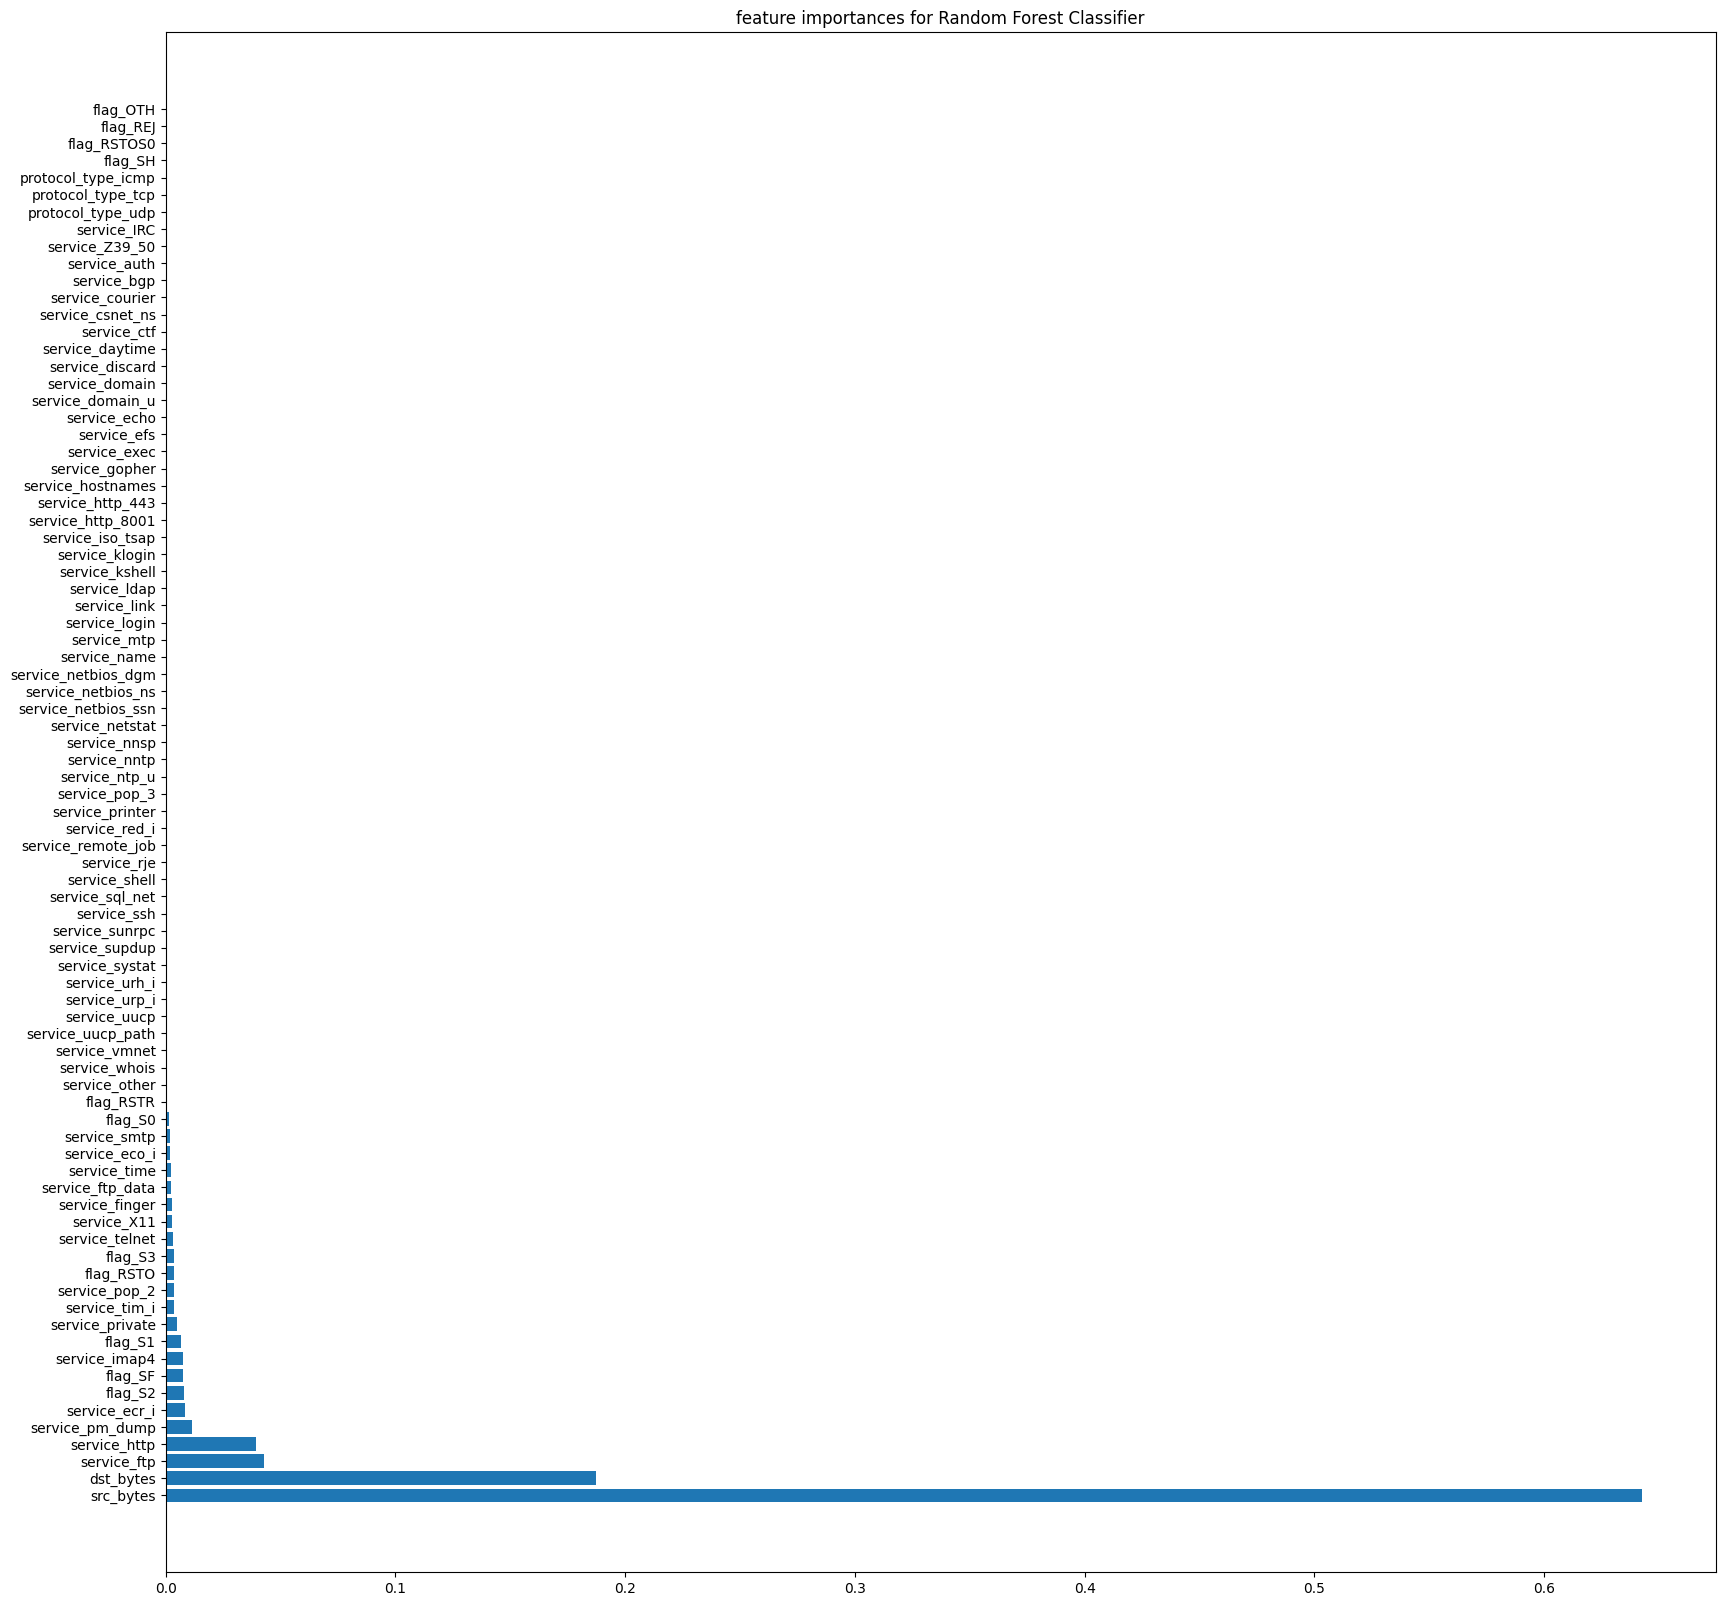 feature importances for Random Forest Classifier
flag_OTH
flag_REJ
flag_RSTOS0
flag_SH
protocol_type_icmp
protocol_type_tcp
protocol_type_udp
service_IRC
service_Z39_50
service_auth
service_bgp
service_courier
service_csnet_ns
service_ctf
service_daytime
service_discard
service_domain
service_domain_u
service_echo
service_efs
service_exec
service_gopher
service_hostnames
service_http_443
service_http_8001
service_iso_tsap
service_klogin
service_kshell
service_ldap
service_link
service_login
service_mtp
service_name
service_netbios_dgm
service_netbios_ns
service_netbios_ssn
service_netstat
service_nnsp
service_nntp
service_ntp_u
service_pop_3
service_printer
service_red_i
service_remote_job
service_rje
service_shell
service_sql_net
service_ssh
service_sunrpc
service_supdup
service_systat
service_urh_i
service_urp_i
service_uucp
service_uucp_path
service_vmnet
service_whois
service_other
flag_RSTR
flag_S0
service_smtp
service_eco_i
service_time
service_ftp_data
service_finger
service_X11
service_telnet
flag_S3
flag_RSTO
service_pop_2
service_tim_i
service_private
flag_S1
service_imap4
flag_SF
flag_S2
service_ecr_i
service_pm_dump
service_http
service_ftp
dst_bytes
src_bytes
0.0 0.1 0.2 0.3 0.4 0.5 0.6